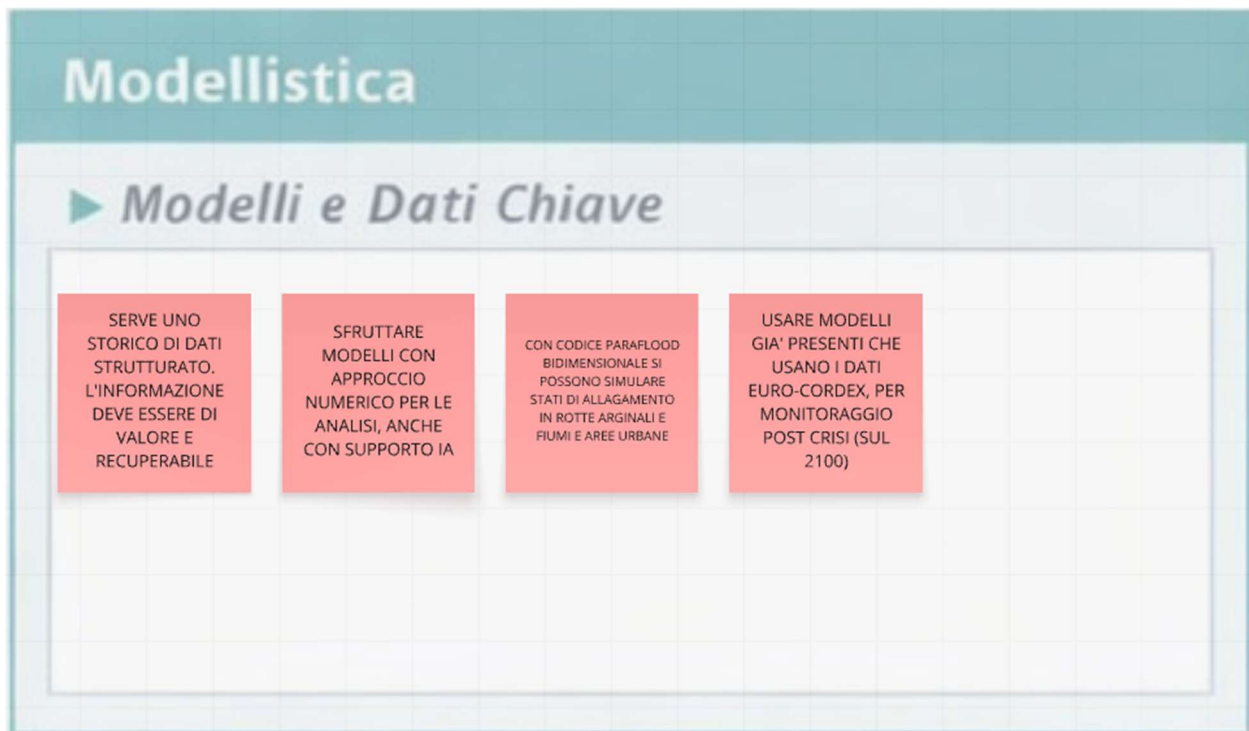 Modellistica
Modelli e Dati Chiave
SERVE UNO
STORICO DI DATI
STRUTTURATO.
L'INFORMAZIONE
DEVE ESSERE DI
VALORE E
RECUPERABILE
SFRUTTARE
MODELLI CON
APPROCCIO
NUMERICO PER LE
ANALISI, ANCHE
CON SUPPORTO IA
CON CODICE PARAFLOOD
BIDIMENSIONALE SI
POSSONO SIMULARE
STATI DI ALLAGAMENTO
IN ROTTE ARGINALI E
FIUMI E AREE URBANE
USARE MODELLI
GIA' PRESENTI CHE
USANO I DATI
EURO-CORDEX, PER
MONITORAGGIO
POST CRISI (SUL
2100)